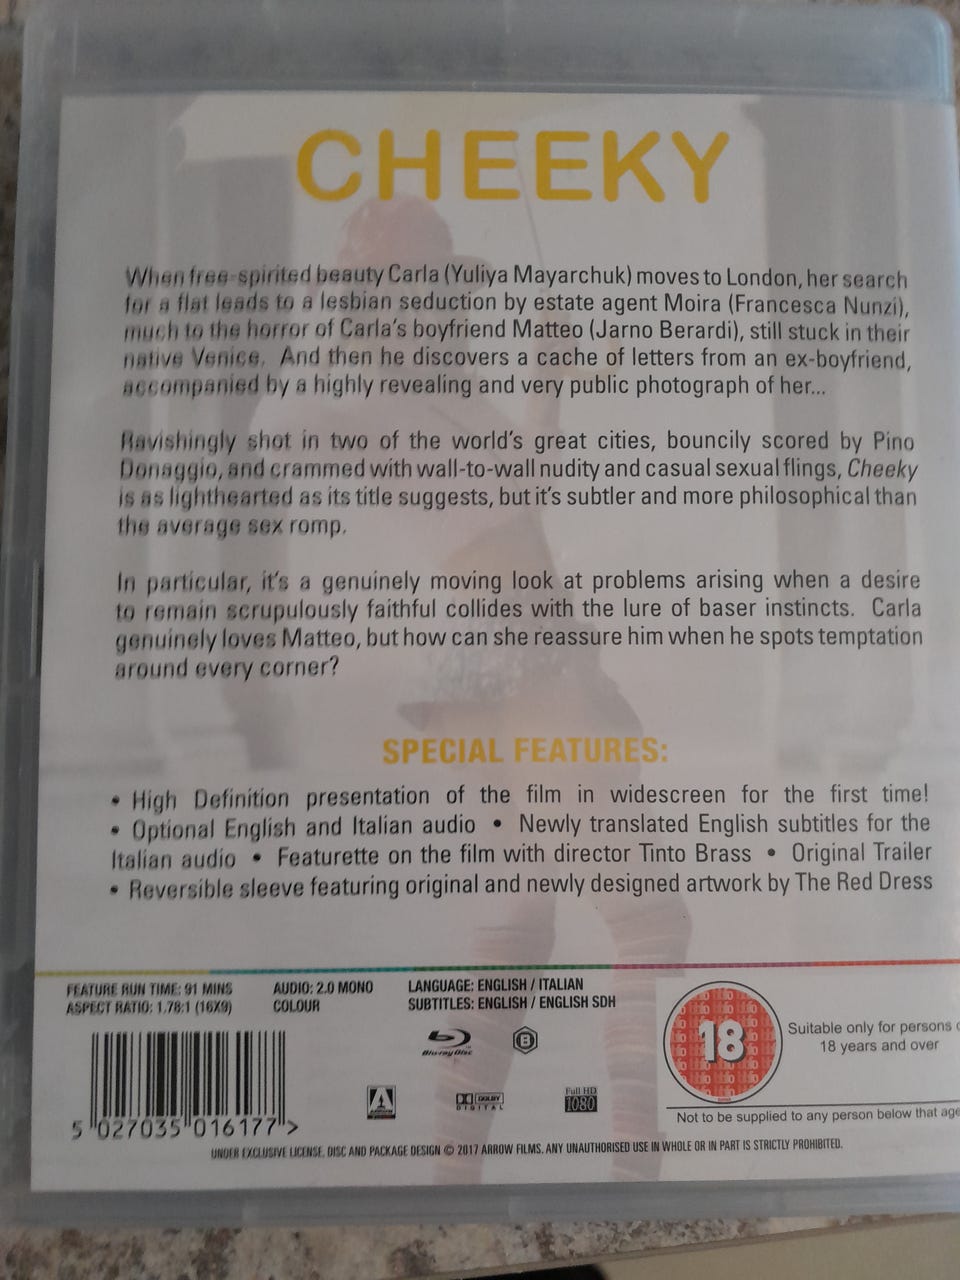 CHEEKY
When free-spirited beauty Carla (Yuliya Mayarchuk) moves to London, her search
for a flat leads to a lesbian seduction by estate agent Moira (Francesca Nunzi),
much to the horror of Carla's boyfriend Matteo (Jarno Berardi), still stuck in their
native Venice. And then he discovers a cache of letters from an ex-boyfriend,
accompanied by a highly revealing and very public photograph of her...
Ravishingly shot in two of the world's great cities, bouncily scored by Pino
Donaggio, and crammed with wall-to-wall nudity and casual sexual flings, Cheeky
is as lighthearted as its title suggests, but it's subtler and more philosophical than
the average sex romp.
In particular, it's a genuinely moving look at problems arising when a desire
to remain scrupulously faithful collides with the lure of baser instincts. Carla
genuinely loves Matteo, but how can she reassure him when he spots temptation
around every corner?
SPECIAL FEATURES:
• High Definition presentation of the film in widescreen for the first time!
• Optional English and Italian audio • Newly translated English subtitles for the
Italian audio • Featurette on the film with director Tinto Brass • Original Trailer
• Reversible sleeve featuring original and newly designed artwork by The Red Dress
FEATURE RUN TIME: 91 MINS AUDIO: 2.0 MONO LANGUAGE: ENGLISH / ITALIAN
ASPECT RATIO: 1.78:1 (16X9) COLOUR SUBTITLES: ENGLISH / ENGLISH SDH
18
Suitable only for persons
18 years and over
Not to be supplied to any person below that age
Blu-ray Disc
B
ARROW
DOLBY
DIGITAL
Full HD
1080
5 027035 016177 >
UNDER EXCLUSIVE LICENSE. DISC AND PACKAGE DESIGN © 2017 ARROW FILMS. ANY UNAUTHORISED USE IN WHOLE OR IN PART IS STRICTLY PROHIBITED.